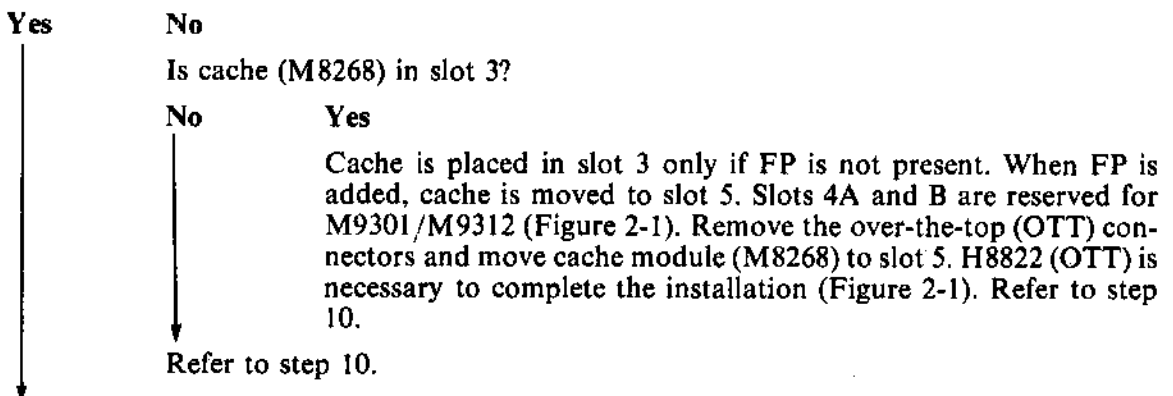 Yes No
Is cache (M8268) in slot 3?
No Yes
Cache is placed in slot 3 only if FP is not present. When FP is
added, cache is moved to slot 5. Slots 4A and B are reserved for
M9301/M9312 (Figure 2-1). Remove the over-the-top (OTT) con-
nectors and move cache module (M8268) to slot 5. H8822 (OTT) is
necessary to complete the installation (Figure 2-1). Refer to step
10.
Refer to step 10.